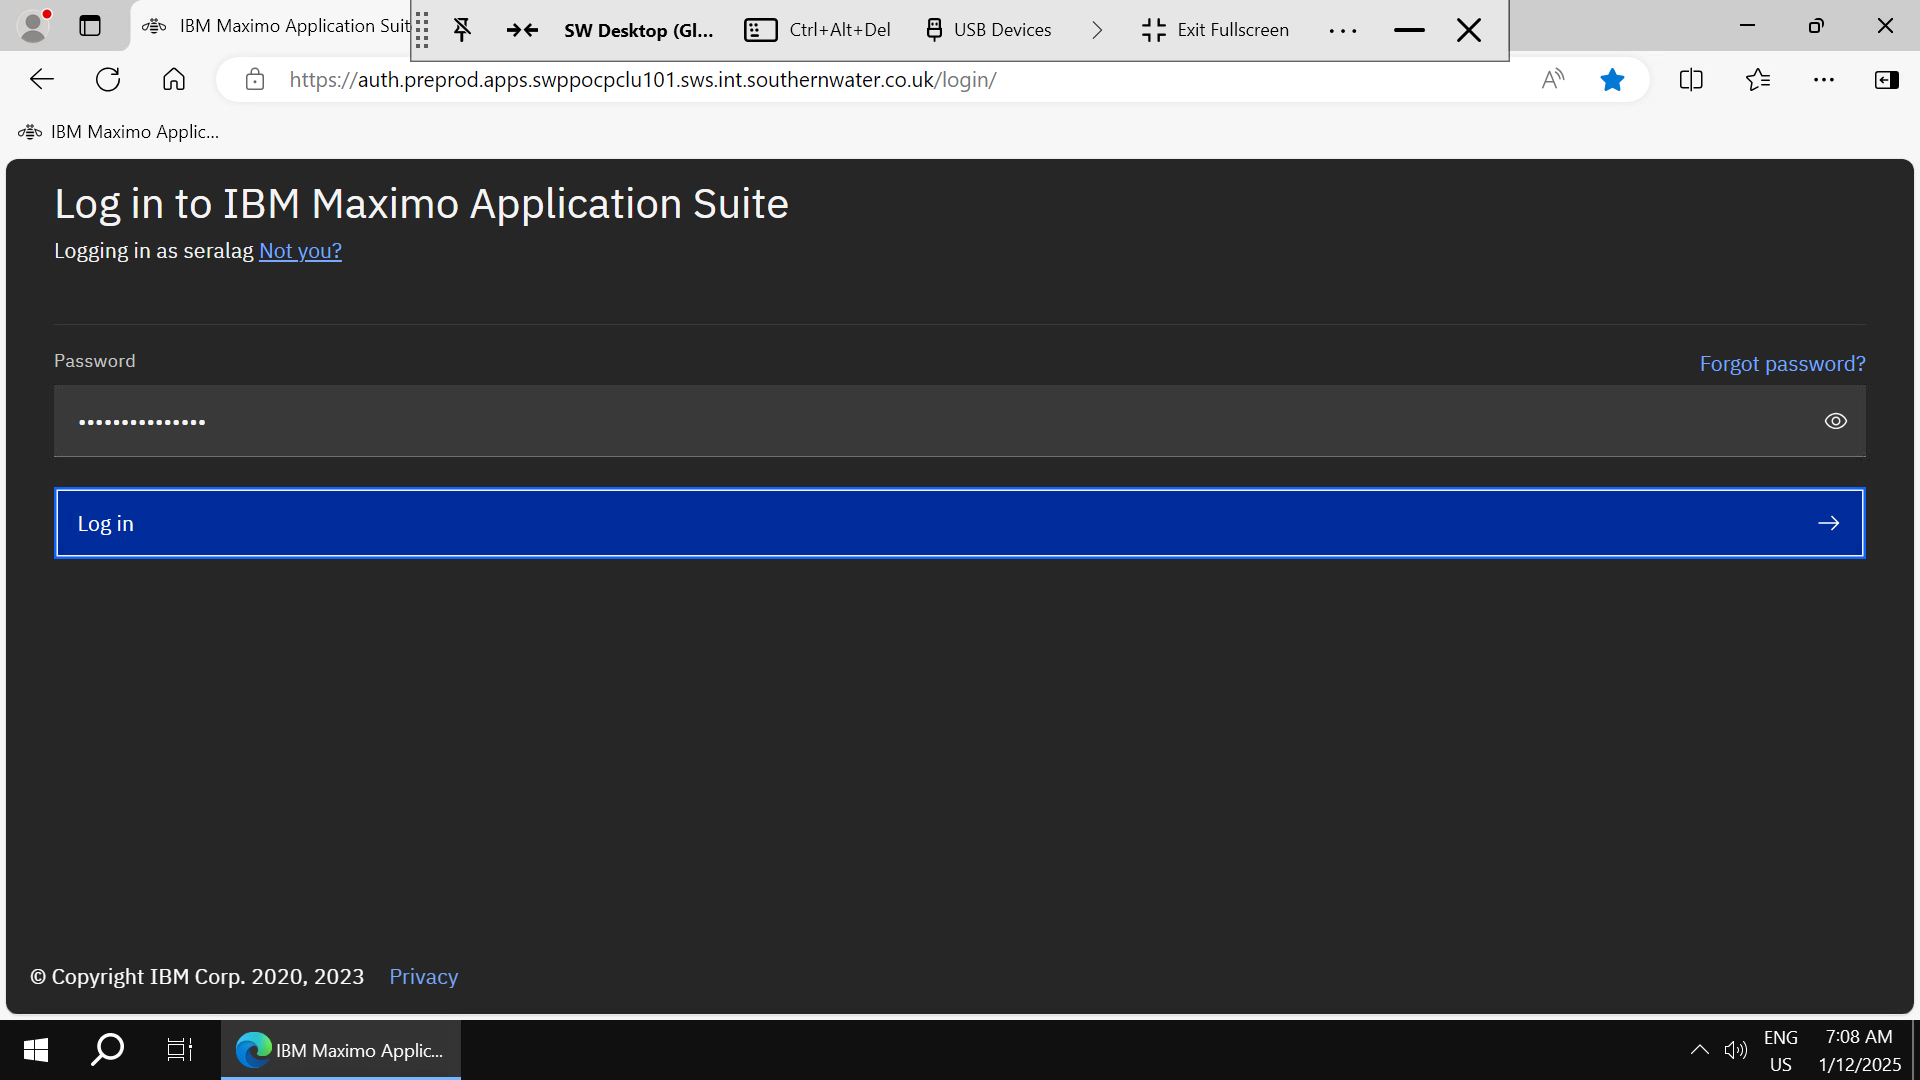 IBM Maximo Application Suit
SW Desktop (Gl...
Ctrl+Alt+Del
USB Devices
Exit Fullscreen
https://auth.preprod.apps.swppocpclu101.sws.int.southernwater.co.uk/login/
IBM Maximo Applic...
Log in to IBM Maximo Application Suite
Logging in as seralag Not you?
Password
Forgot password?
Log in
© Copyright IBM Corp. 2020, 2023 Privacy
IBM Maximo Applic...
ENG
US
7:08 AM
1/12/2025